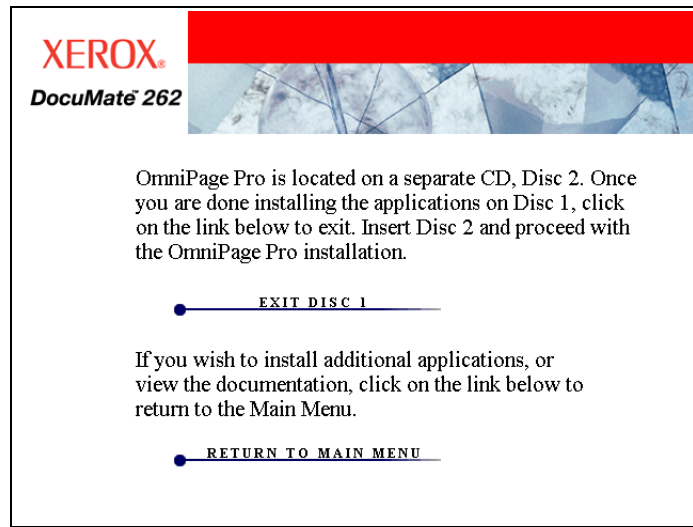 XEROX®
DocuMate™ 262
OmniPage Pro is located on a separate CD, Disc 2. Once
you are done installing the applications on Disc 1, click
on the link below to exit. Insert Disc 2 and proceed with
the OmniPage Pro installation.
EXIT DISC 1
If you wish to install additional applications, or
view the documentation, click on the link below to
return to the Main Menu.
RETURN TO MAIN MENU